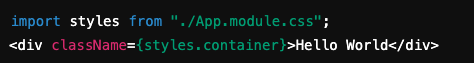 import styles from "./App.module.css";
<div className={styles.container}>Hello World</div>